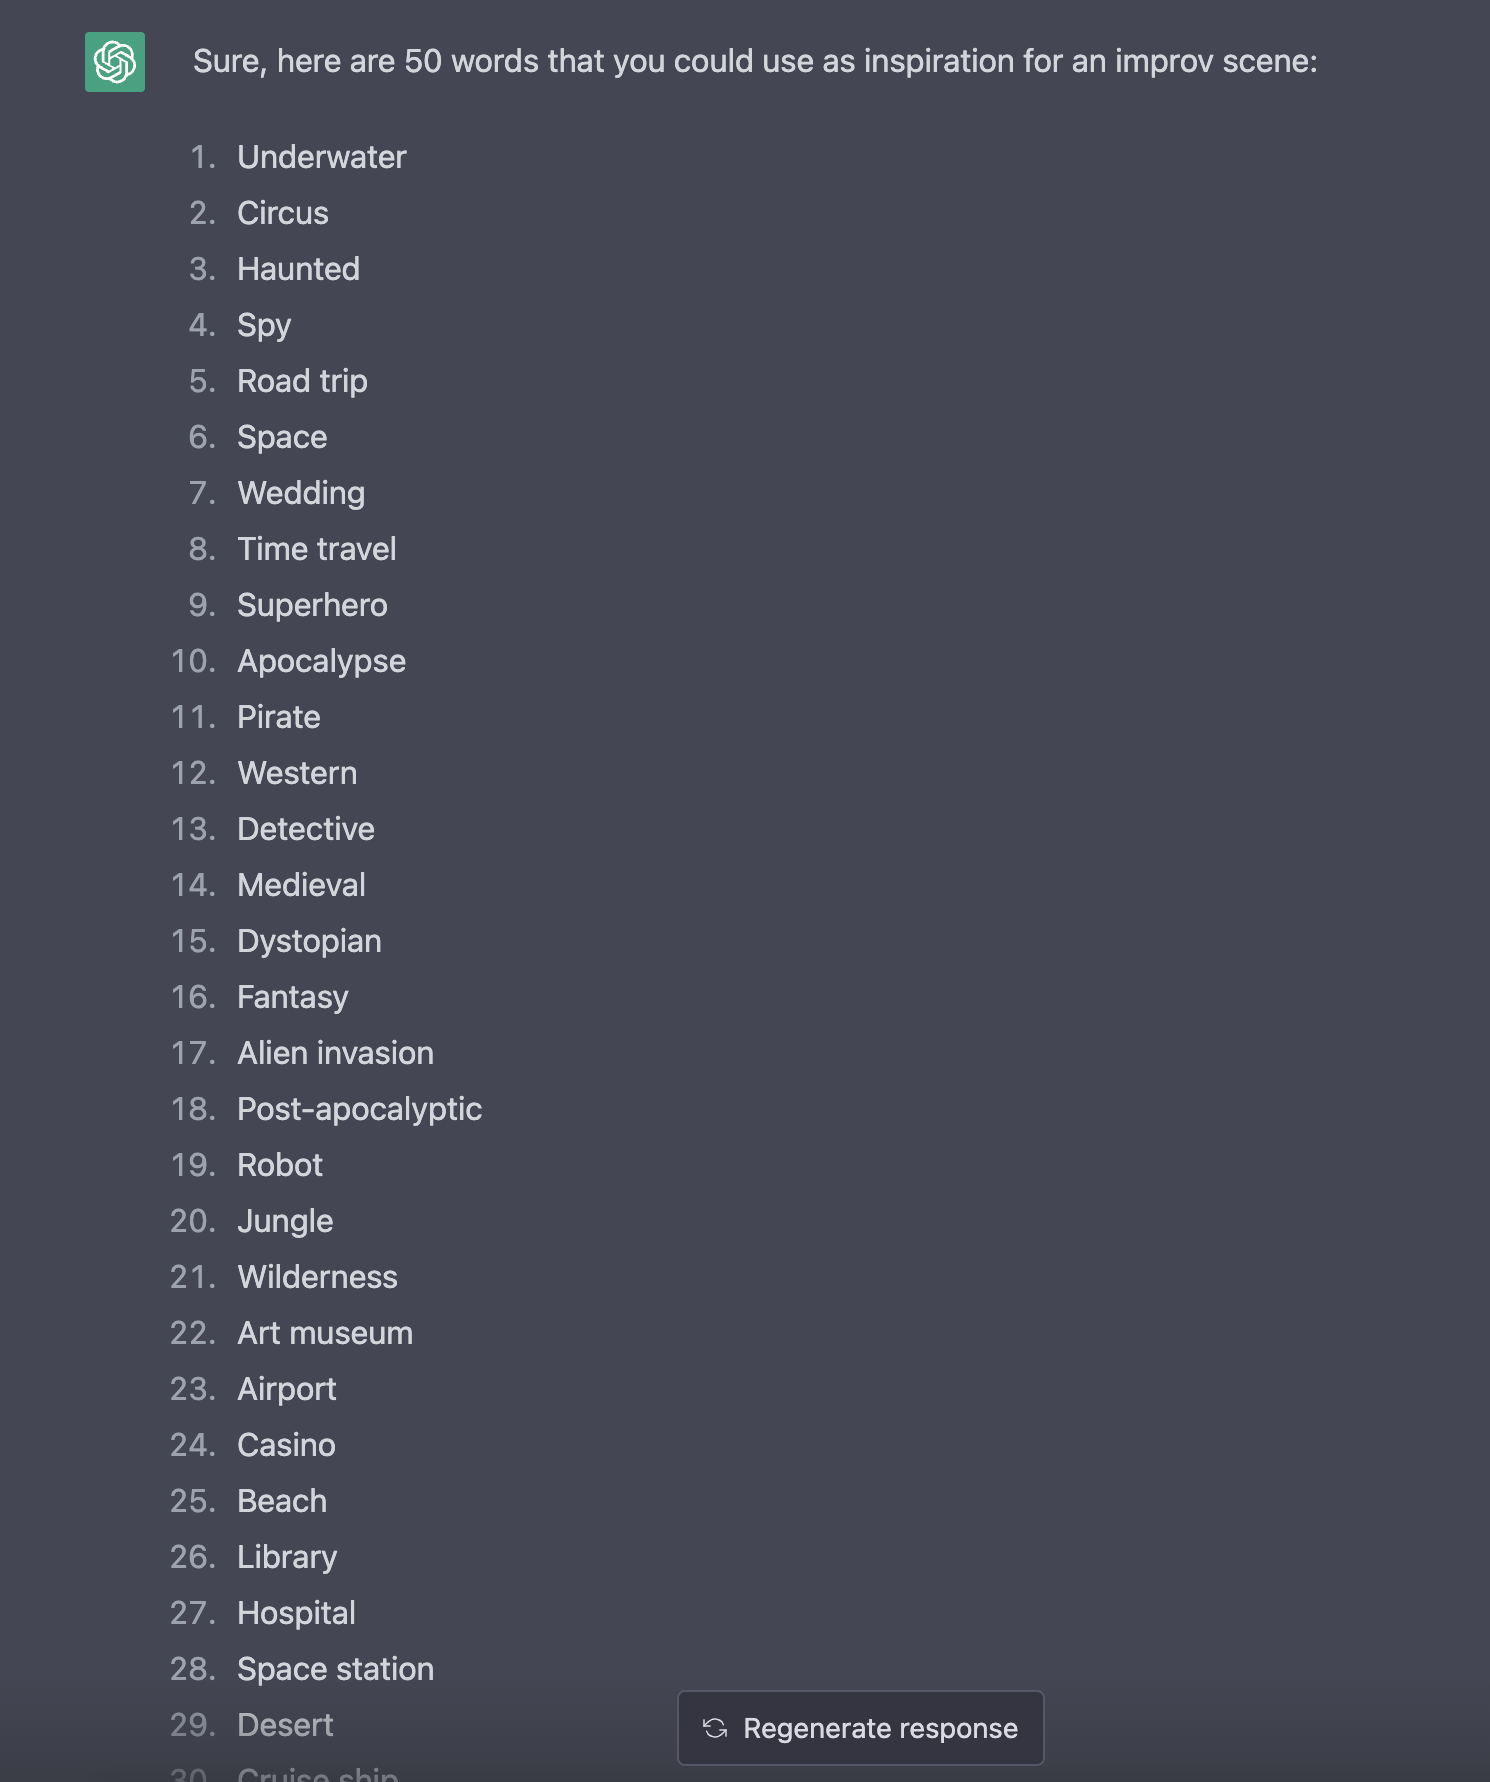 Sure, here are 50 words that you could use as inspiration for an improv scene:
1. Underwater
2. Circus
3. Haunted
4. Spy
5. Road trip
6. Space
7. Wedding
8. Time travel
9. Superhero
10. Apocalypse
11. Pirate
12. Western
13. Detective
14. Medieval
15. Dystopian
16. Fantasy
17. Alien invasion
18. Post-apocalyptic
19. Robot
20. Jungle
21. Wilderness
22. Art museum
23. Airport
24. Casino
25. Beach
26. Library
27. Hospital
28. Space station
29. Desert
Regenerate response
30. Cruise ship